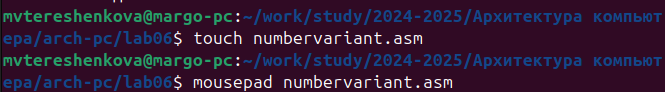 mvtereshenkova@margo-pc:~/work/study/2024-2025/Архитектура компьют
ера/arch-pc/lab06$ touch numbervariant.asm
mvtereshenkova@margo-pc:~/work/study/2024-2025/Архитектура компьют
ера/arch-pc/lab06$ mousepad numbervariant.asm